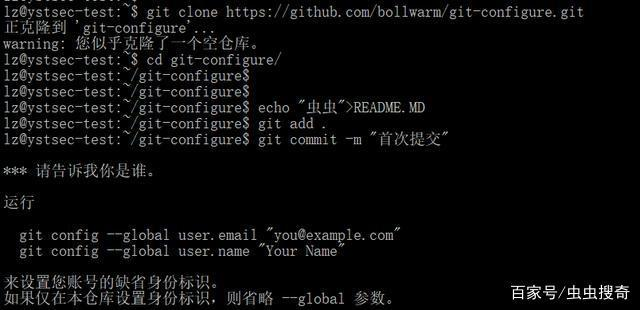 lz@ystsec-test:~$ git clone https://github.com/bollwarm/git-configure.git
正克隆到 'git-configure'...
warning: 您似乎克隆了一个空仓库。
lz@ystsec-test:~$ cd git-configure/
lz@ystsec-test:~/git-configure$
lz@ystsec-test:~/git-configure$
lz@ystsec-test:~/git-configure$ echo "虫虫">README.MD
lz@ystsec-test:~/git-configure$ git add .
lz@ystsec-test:~/git-configure$ git commit -m "首次提交"
*** 请告诉我你是谁。
运行
git config --global user.email "you@example.com"
git config --global user.name "Your Name"
来设置您账号的缺省身份标识。
如果仅在本仓库设置身份标识，则省略 --global 参数。
百家号/虫虫搜奇